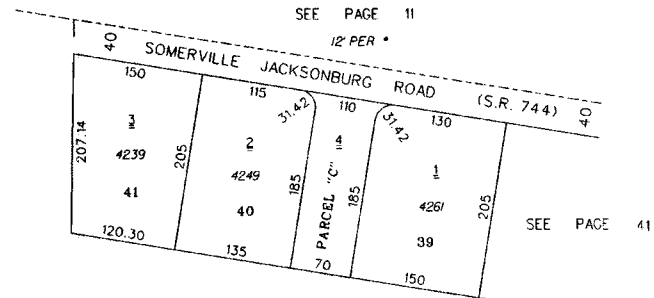 SEE PAGE 11
12' PER *
40 SOMERVILLE JACKSONBURG ROAD (S.R. 744) 40
150 115 110 130
31.42 31.42
207.14 3 205 2 185 4 185 1 205
4239 4249 PARCEL "C" 4261
41 40 39
SEE PAGE 41
120.30 135 70 150